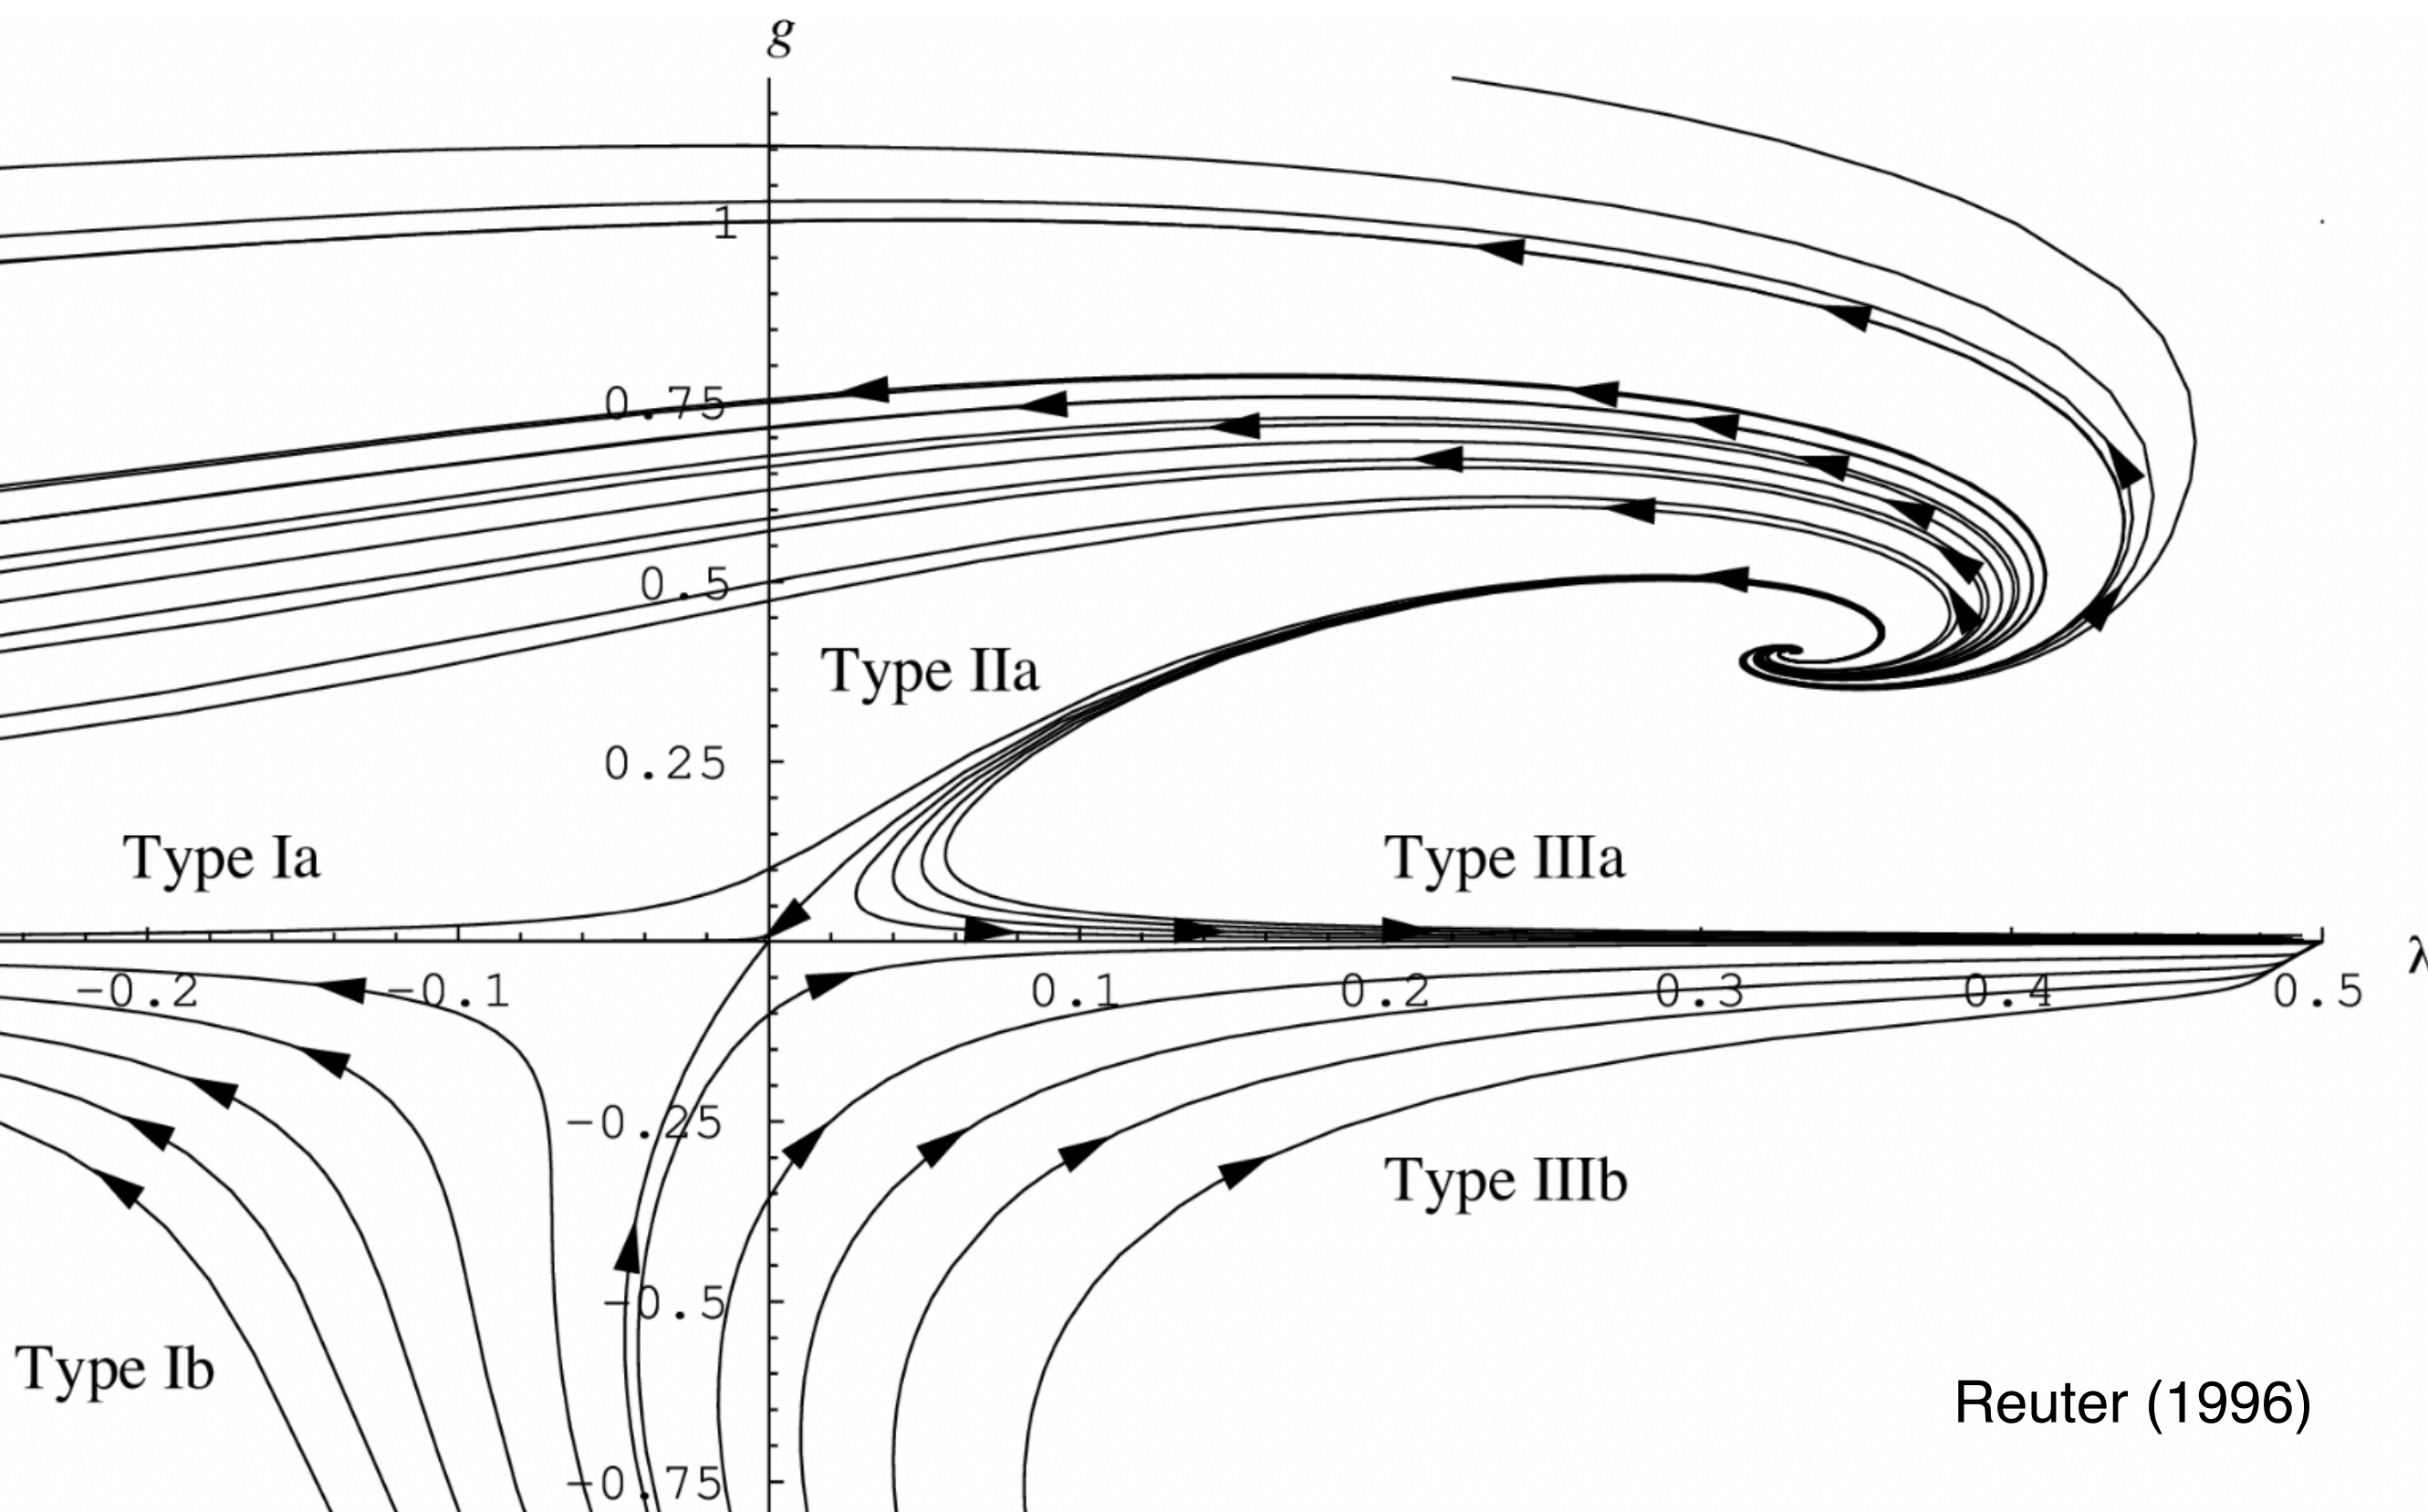 g
1
0.75
0.5
Type IIa
0.25
Type Ia
Type IIIa
λ
−0.2
−0.1
0.1
0.2
0.3
0.4
0.5
−0.25
Type IIIb
−0.5
Type Ib
Reuter (1996)
−0.75